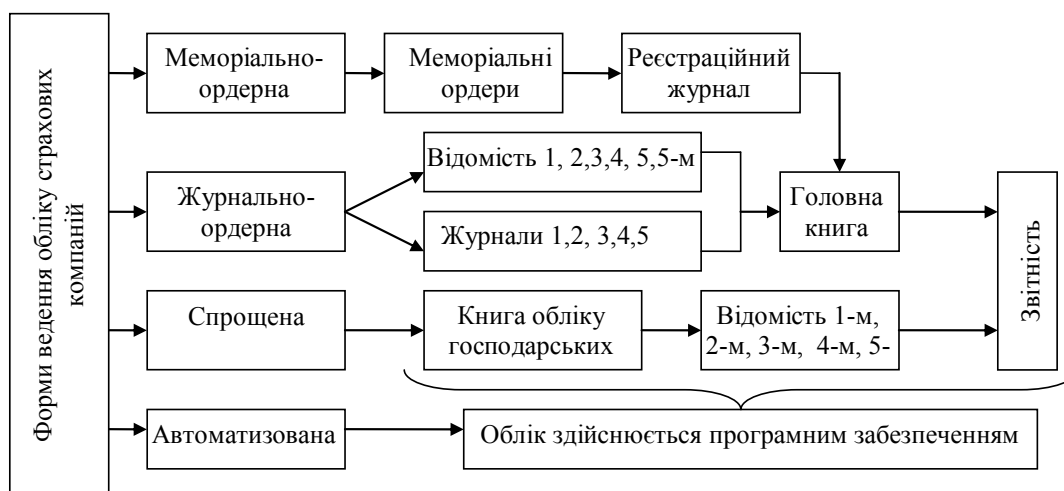 Форми ведення обліку страхових
компаній
Меморіально-
ордерна
Меморіальні
ордери
Реєстраційний
журнал
Журнально-
ордерна
Відомість 1, 2,3,4, 5,5-м
Журнали 1,2, 3,4,5
Головна
книга
Звітність
Спрощена
Книга обліку
господарських
Відомість 1-м,
2-м, 3-м, 4-м, 5-
Автоматизована
Облік здійснюється програмним забезпеченням